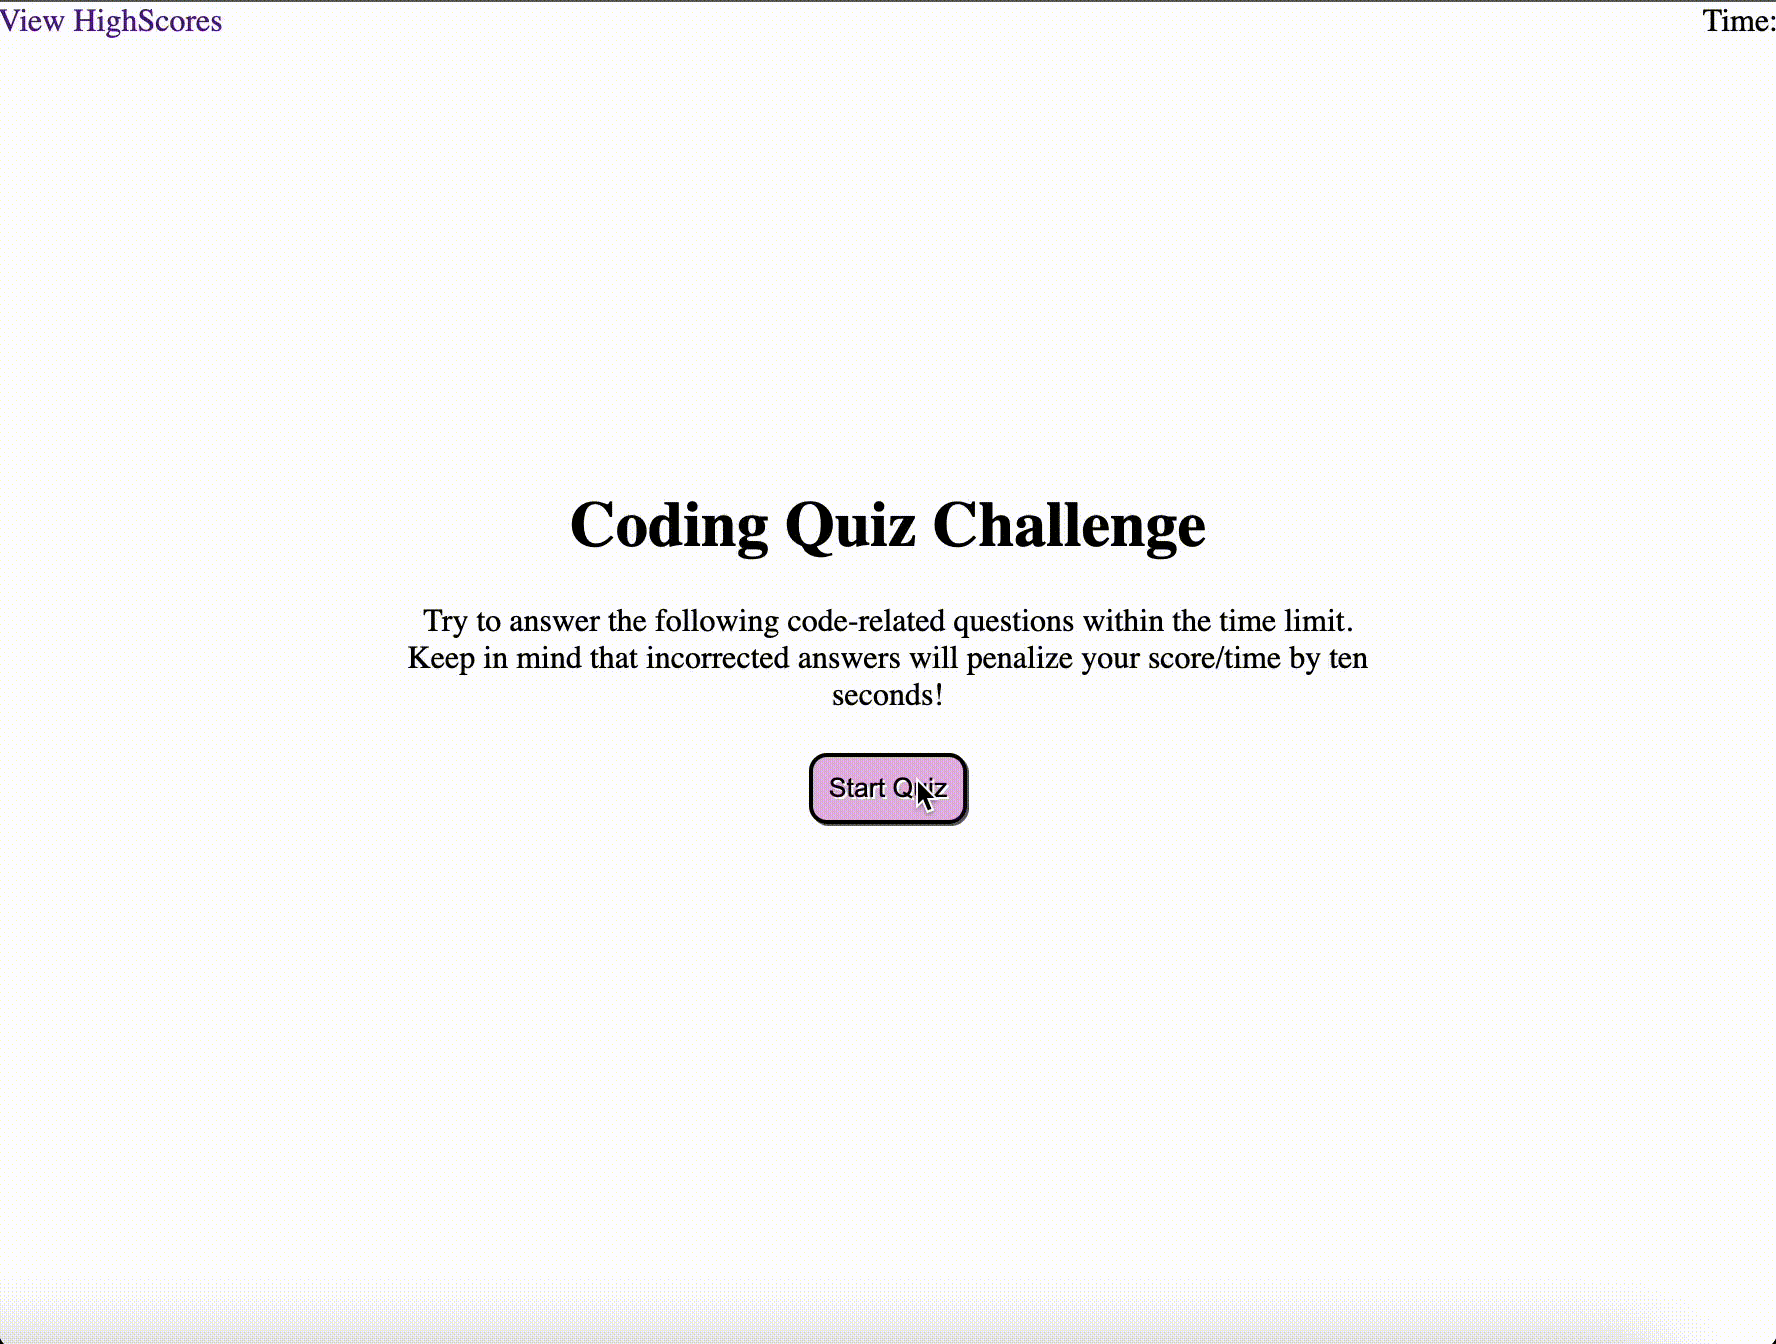 View HighScores
Time:
Coding Quiz Challenge
Try to answer the following code-related questions within the time limit.
Keep in mind that incorrected answers will penalize your score/time by ten
seconds!
Start Quiz